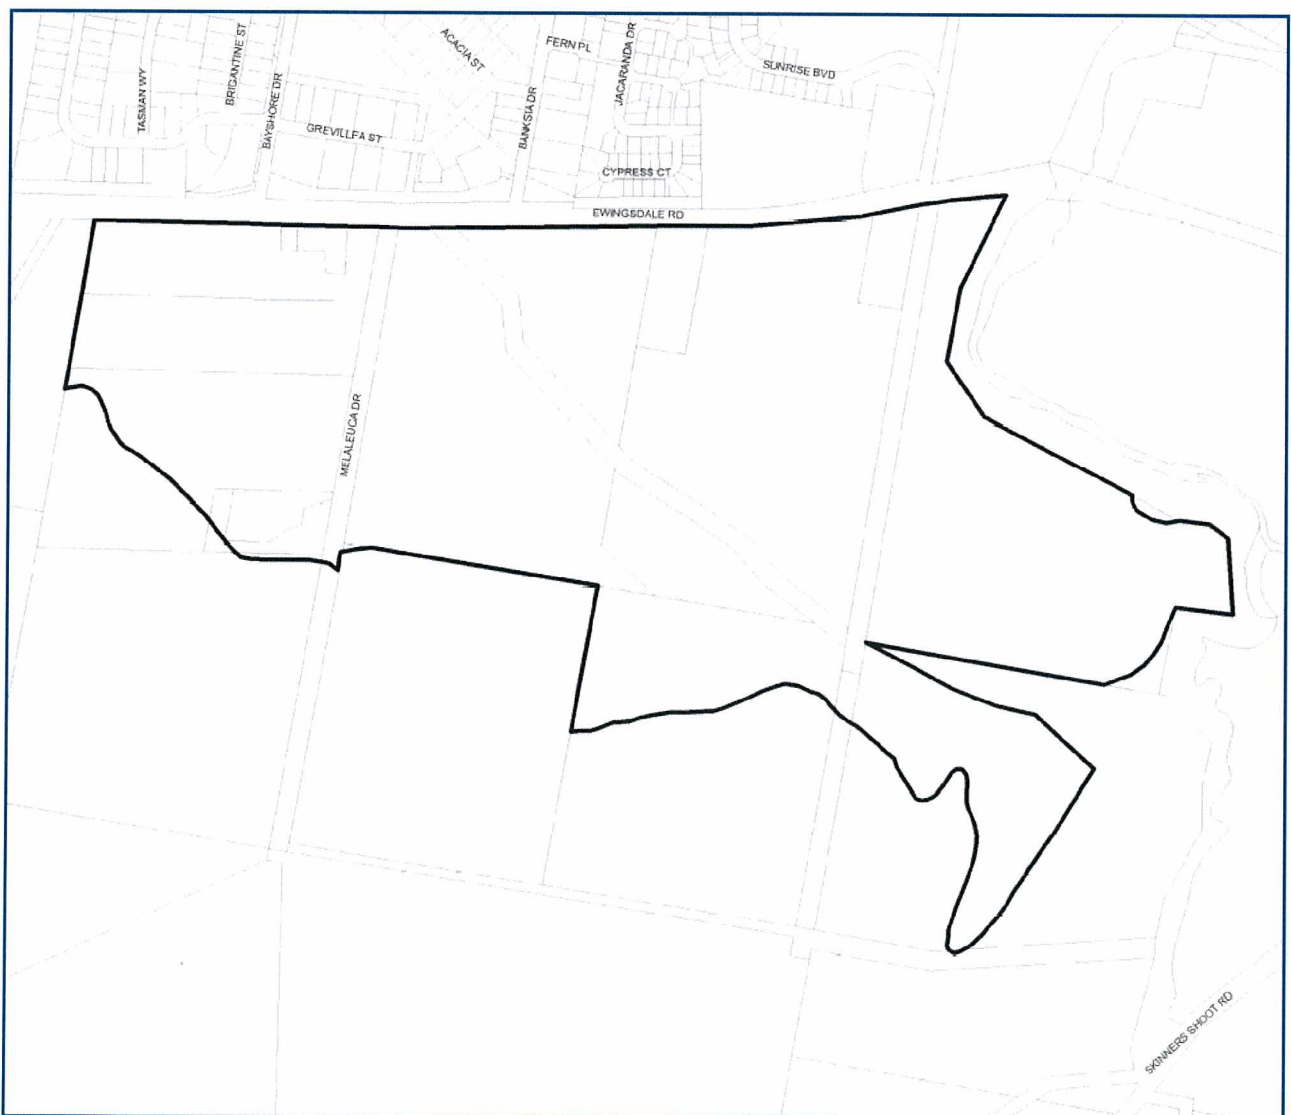 TASMAN WY
BRIGANTINE ST
BAYSHORE DR
GREVILLEA ST
ACACIA ST
BANKSIA DR
FERN PL
JACARANDA DR
SUNRISE BVD
CYPRESS CT
EWINGSDALE RD
MELALEUCA DR
SKINNERS SHOOT RD